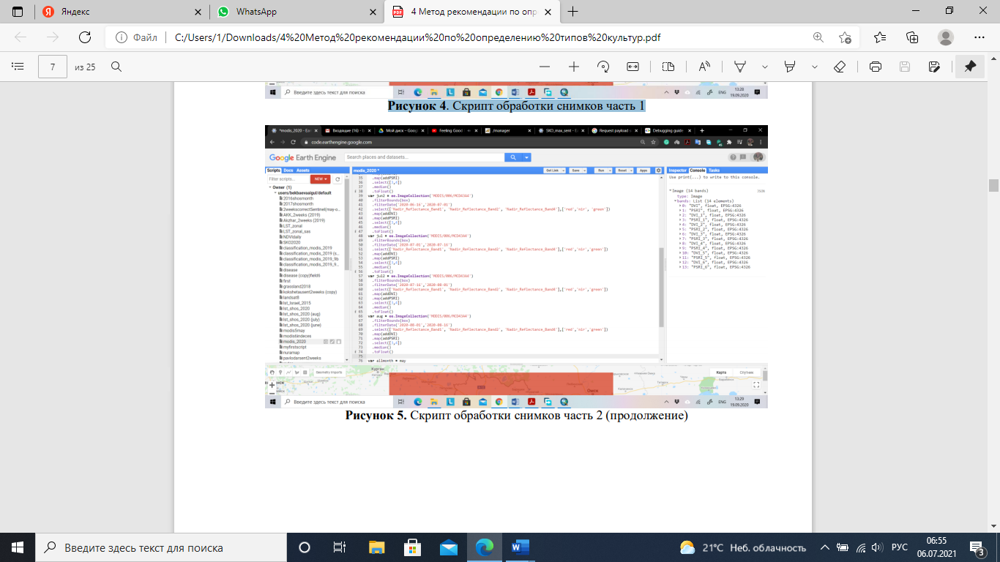 Яндекс
WhatsApp
4 Метод рекомендации по опр
Файл
C:/Users/1/Downloads/4%20Метод%20рекомендации%20по%20определению%20типов%20культур.pdf
7
из 25
Введите здесь текст для поиска
ENG
13:28
19.09.2020
Рисунок 4. Скрипт обработки снимков часть 1
*modis_2020 - Ear
Входящие (16) - b
Мой диск – Goog
Feeling Good:
./manager
SKO_max_sent - E
Request payload s
Debugging guide
code.earthengine.google.com
Google Earth Engine
Search places and datasets...
Scripts Docs Assets
modis_2020 *
Get Link
Save
Run
Reset
Apps
Inspector Console Tasks
Filter scripts...
NEW
Use print(...) to write to this console.
Owner (1)
users/bekbaevaaigul/default
2016shosmonth
2017shosmonth
2weekscorrectSentinel(may-o...
AKK_2weeks (2019)
Akzhar_2weeks (2019)
LST_zonal
LST_zonal_sas
NDVIdaily
SKO2020
classification_modis_2019
classification_modis_2019 (c...
classification_modis_2019_9b
classification_modis_2019_9...
disease
disease (copy)field6
first
grassland2018
kokshetausent2weeks (copy)
landsat8
lst_Israel_2015
lst_shos_2020
lst_shos_2020 (aug)
lst_shos_2020 (july)
lst_shos_2020 (june)
modis5may
modis6indeces
modis_2020
myfirstscript
nuramap
pavlodarsent2weeks
35 .map(addPSRI)
36 .select([3,4])
37 .median()
38 .toFloat()
39 var jun2 = ee.ImageCollection('MODIS/006/MCD43A4')
40 .filterBounds(box)
41 .filterDate('2020-06-16','2020-07-01')
42 .select(['Nadir_Reflectance_Band1', 'Nadir_Reflectance_Band2', 'Nadir_Reflectance_Band4'],['red','nir', 'green'])
43 .map(addDVI)
44 .map(addPSRI)
45 .select([3,4])
46 .median()
47 .toFloat()
48 var jul = ee.ImageCollection('MODIS/006/MCD43A4')
49 .filterBounds(box)
50 .filterDate('2020-07-01','2020-07-16')
51 .select(['Nadir_Reflectance_Band1', 'Nadir_Reflectance_Band2', 'Nadir_Reflectance_Band4'],['red','nir','green'])
52 .map(addDVI)
53 .map(addPSRI)
54 .select([3,4])
55 .median()
56 .toFloat()
57 var jul2 = ee.ImageCollection('MODIS/006/MCD43A4')
58 .filterBounds(box)
59 .filterDate('2020-07-16','2020-08-01')
60 .select(['Nadir_Reflectance_Band1', 'Nadir_Reflectance_Band2', 'Nadir_Reflectance_Band4'],['red','nir','green'])
61 .map(addDVI)
62 .map(addPSRI)
63 .select([3,4])
64 .median()
65 .toFloat()
66 var aug = ee.ImageCollection('MODIS/006/MCD43A4')
67 .filterBounds(box)
68 .filterDate('2020-08-01','2020-08-16')
69 .select(['Nadir_Reflectance_Band1', 'Nadir_Reflectance_Band2', 'Nadir_Reflectance_Band4'],['red','nir','green'])
70 .map(addDVI)
71 .map(addPSRI)
72 .select([3,4])
73 .median()
74 .toFloat()
75
76 var allmonth = may
Image (14 bands)
JSON
type: Image
bands: List (14 elements)
0: "DVI", float, EPSG:4326
1: "PSRI", float, EPSG:4326
2: "DVI_1", float, EPSG:4326
3: "PSRI_1", float, EPSG:4326
4: "DVI_2", float, EPSG:4326
5: "PSRI_2", float, EPSG:4326
6: "DVI_3", float, EPSG:4326
7: "PSRI_3", float, EPSG:4326
8: "DVI_4", float, EPSG:4326
9: "PSRI_4", float, EPSG:4326
10: "DVI_5", float, EPSG:4326
11: "PSRI_5", float, EPSG:4326
12: "DVI_6", float, EPSG:4326
13: "PSRI_6", float, EPSG:4326
Geometry Imports
Курган
Омск
Карта
Спутник
Введите здесь текст для поиска
ENG
13:29
19.09.2020
Рисунок 5. Скрипт обработки снимков часть 2 (продолжение)
Введите здесь текст для поиска
21°C Неб. облачность
РУС
06:55
06.07.2021
3